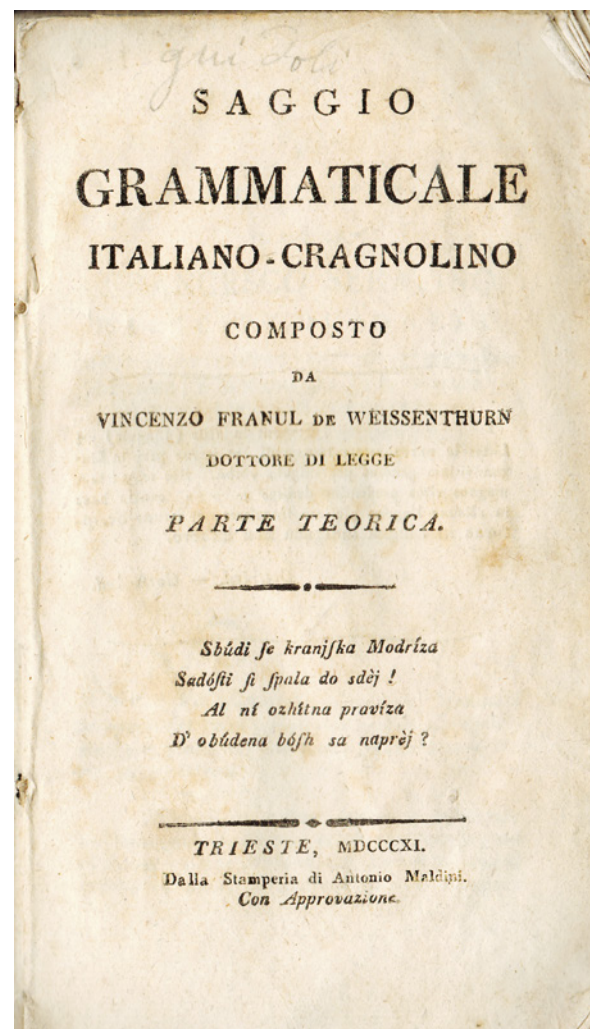 SAGGIO
GRAMMATICALE
ITALIANO-CRAGNOLINO
COMPOSTO
DA
VINCENZO FRANUL DE WEISSENTHURN
DOTTORE DI LEGGE
PARTE TEORICA.
Sbúdi ſe kranjſka Modríza
Sadóſti ſi ſpala do sdèj !
Al ní ozhítna pravíza
D' obúdena bóſh sa naprèj ?
TRIESTE, MDCCCXI.
Dalla Stamperia di Antonio Maldini.
Con Approvazione.